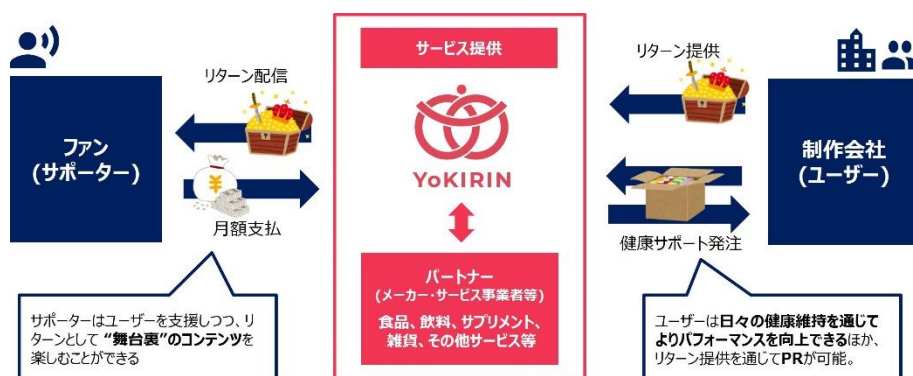 サービス提供
リターン配信
リターン提供
ファン
(サポーター)
YoKIRIN
制作会社
(ユーザー)
¥
月額支払
健康サポート発注
パートナー
(メーカー・サービス事業者等)
食品、飲料、サプリメント、
雑貨、その他サービス等
サポーターはユーザーを支援しつつ、リ
ターンとして “舞台裏”のコンテンツを
楽しむことができる
ユーザーは日々の健康維持を通じて
よりパフォーマンスを向上できるほか、
リターン提供を通じてPRが可能。